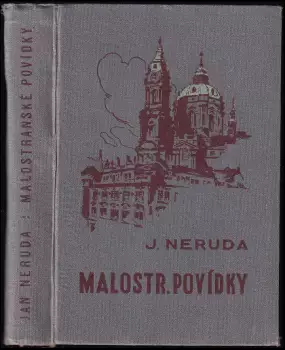 JAN NERUDA : MALOSTRANSKÉ POVÍDKY
J. NERUDA
MALOSTR. POVÍDKY